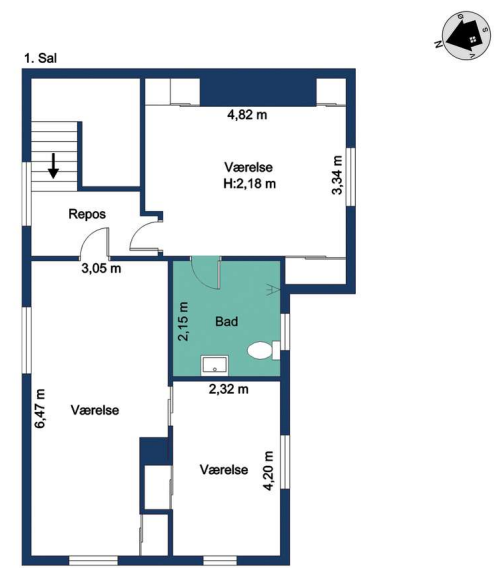 1. Sal
Ø
S
N
V
4,82 m
Værelse
H:2,18 m
3,34 m
Repos
3,05 m
2,15 m
Bad
2,32 m
6,47 m
Værelse
Værelse
4,20 m